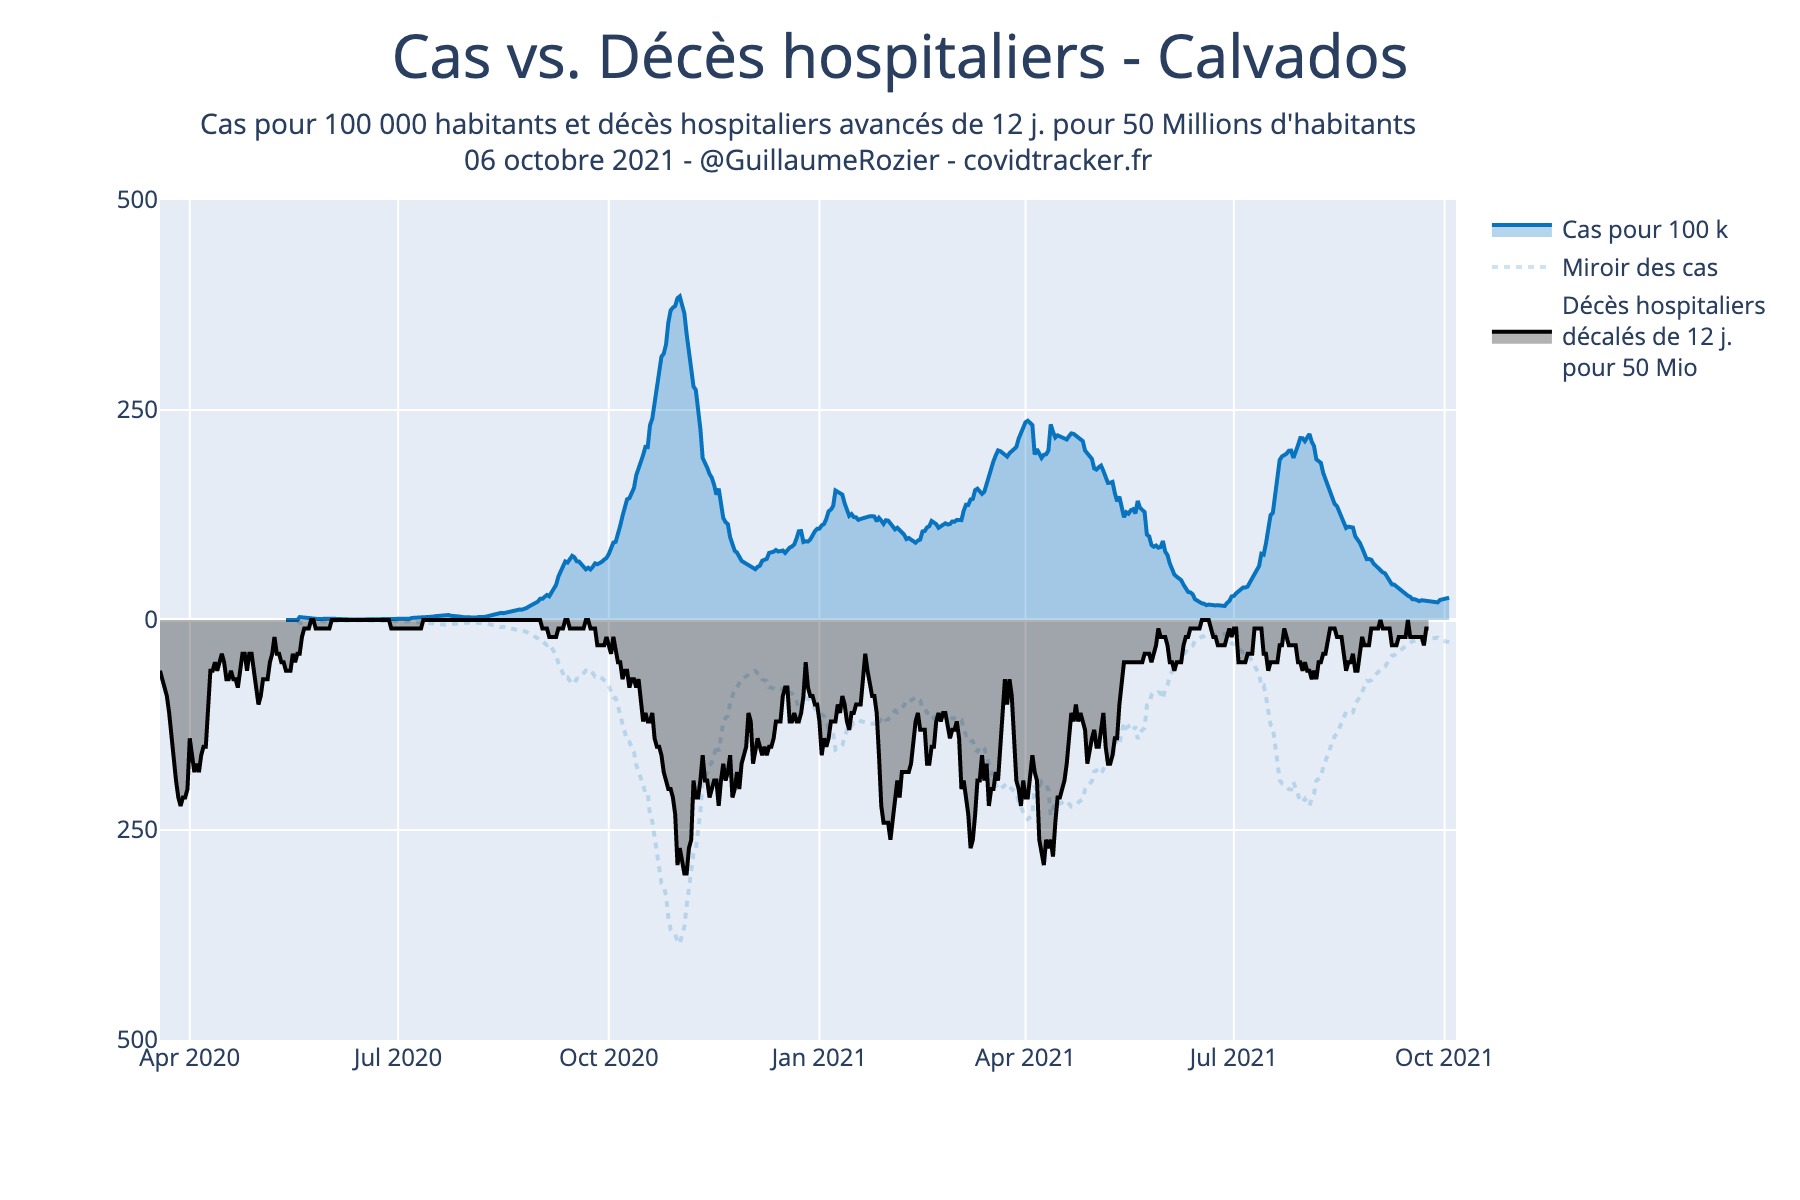 Cas vs. Décès hospitaliers - Calvados
Cas pour 100 000 habitants et décès hospitaliers avancés de 12 j. pour 50 Millions d'habitants
06 octobre 2021 - @GuillaumeRozier - covidtracker.fr
500
250
0
250
500
Apr 2020
Jul 2020
Oct 2020
Jan 2021
Apr 2021
Jul 2021
Oct 2021
Cas pour 100 k
Miroir des cas
Décès hospitaliers
décalés de 12 j.
pour 50 Mio